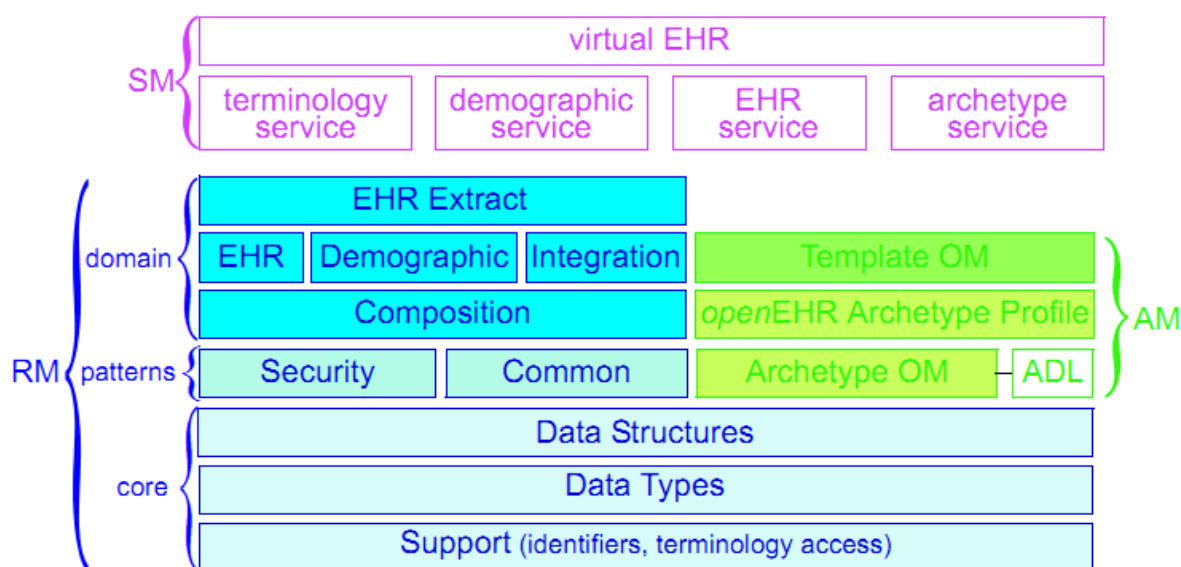 virtual EHR
SM
terminology
service
demographic
service
EHR
service
archetype
service
EHR Extract
domain
EHR
Demographic
Integration
Template OM
Composition
openEHR Archetype Profile
AM
RM
patterns
Security
Common
Archetype OM
ADL
Data Structures
core
Data Types
Support (identifiers, terminology access)